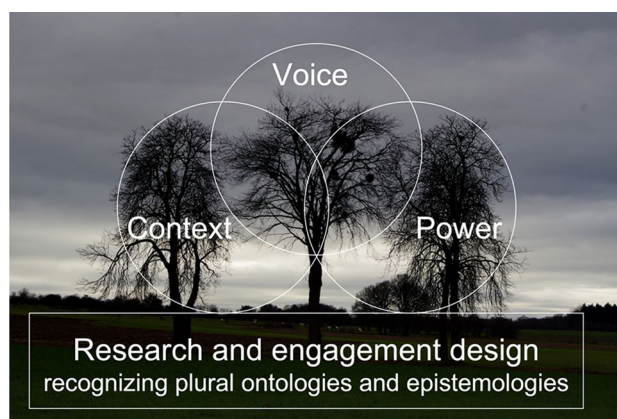 Voice
Context
Power
Research and engagement design
recognizing plural ontologies and epistemologies